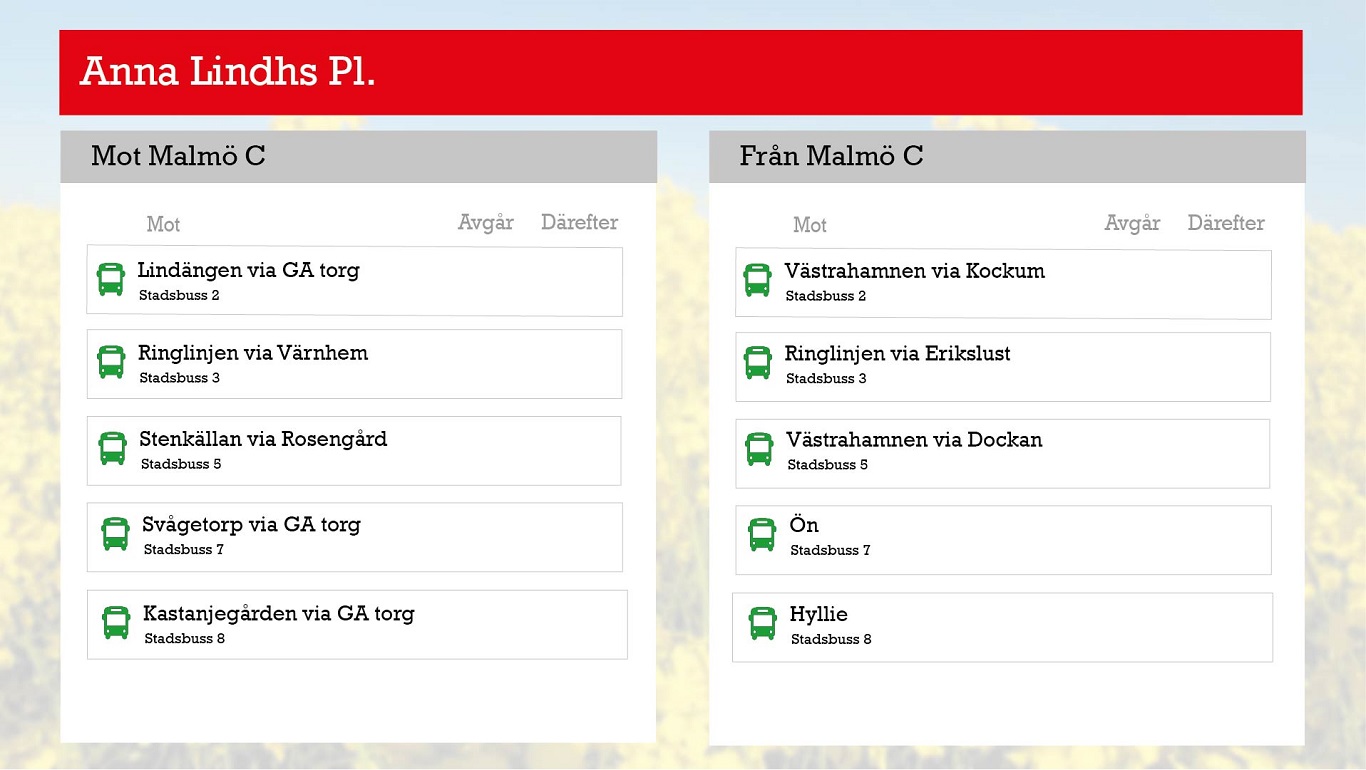 Anna Lindhs Pl.
Mot Malmö C
Mot Avgår Därefter
Lindängen via GA torg
Stadsbuss 2
Ringlinjen via Värnhem
Stadsbuss 3
Stenkällan via Rosengård
Stadsbuss 5
Svågetorp via GA torg
Stadsbuss 7
Kastanjegården via GA torg
Stadsbuss 8
Från Malmö C
Mot Avgår Därefter
Västrahamnen via Kockum
Stadsbuss 2
Ringlinjen via Erikslust
Stadsbuss 3
Västrahamnen via Dockan
Stadsbuss 5
Ön
Stadsbuss 7
Hyllie
Stadsbuss 8